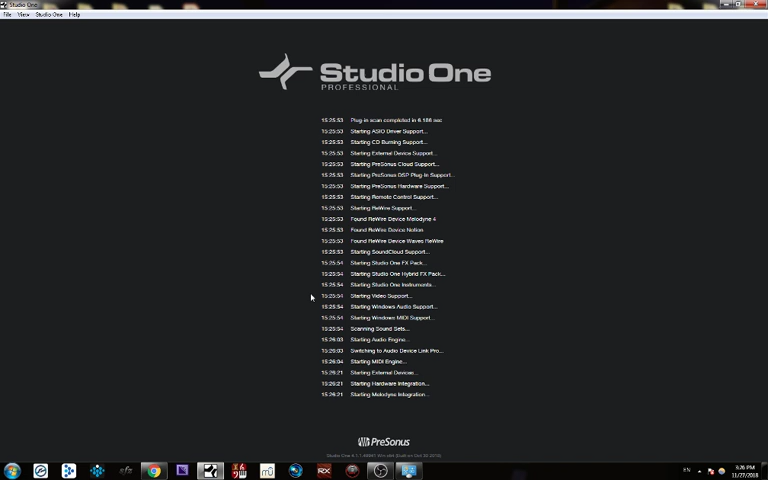 Studio One
File View Studio One Help
Studio One
PROFESSIONAL
15:25:53 Plug-in scan completed in 6.186 sec
15:25:53 Starting ASIO Driver Support...
15:25:53 Starting CD Burning Support...
15:25:53 Starting External Device Support...
15:25:53 Starting PreSonus Cloud Support...
15:25:53 Starting PreSonus DSP Plug-In Support...
15:25:53 Starting PreSonus Hardware Support...
15:25:53 Starting Remote Control Support...
15:25:53 Starting ReWire Support...
15:25:53 Found ReWire Device Melodyne 4
15:25:53 Found ReWire Device Notion
15:25:53 Found ReWire Device Waves ReWire
15:25:53 Starting SoundCloud Support...
15:25:54 Starting Studio One FX Pack...
15:25:54 Starting Studio One Hybrid FX Pack...
15:25:54 Starting Studio One Instruments...
15:25:54 Starting Video Support...
15:25:54 Starting Windows Audio Support...
15:25:54 Starting Windows MIDI Support...
15:25:54 Scanning Sound Sets...
15:26:03 Starting Audio Engine...
15:26:03 Switching to Audio Device Link Pro...
15:26:04 Starting MIDI Engine...
15:26:21 Starting External Devices...
15:26:21 Starting Hardware Integration...
15:26:21 Starting Melodyne Integration...
PreSonus
sfz
RX
EN
3:26 PM
11/27/2018